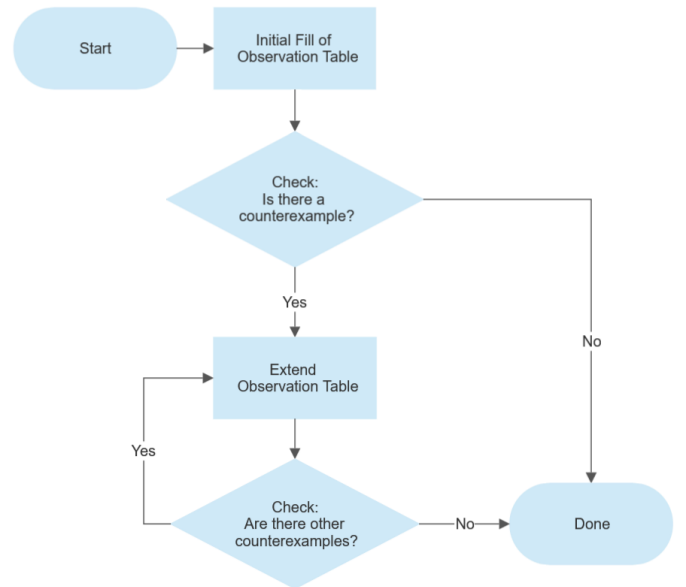 Start
Initial Fill of
Observation Table
Check:
Is there a
counterexample?
Yes
No
Extend
Observation Table
Yes
Check:
Are there other
counterexamples?
No
Done